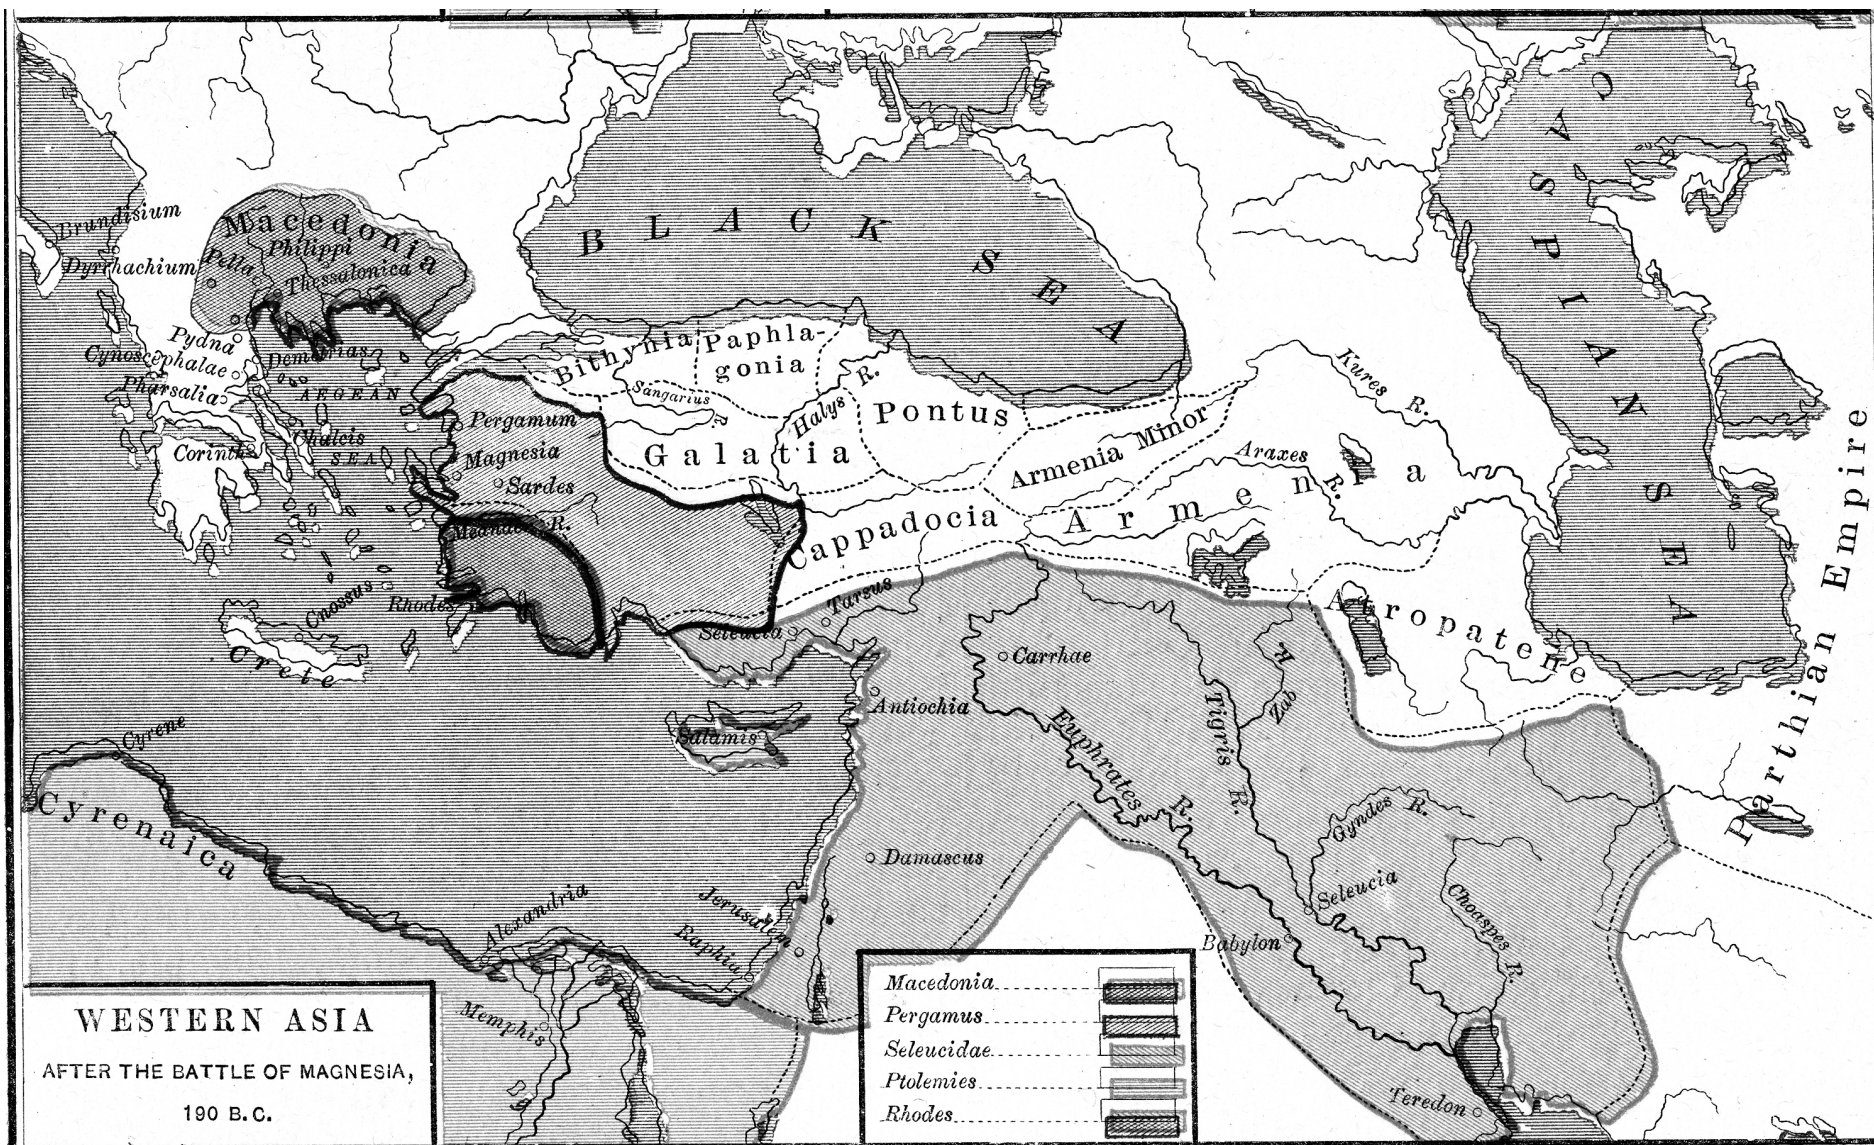 BLACK SEA
CASPIAN SEA
Brundisium
Dyrrhachium
Macedonia
Philippi
Pella
Thessalonica
Pydna
Cynoscephalae
Demetrias
Pharsalia
AEGEAN
SEA
Chalcis
Corinth
Bithynia
Paphla-
gonia
Sangarius
R.
Halys R.
Pontus
Galatia
Pergamum
Magnesia
Sardes
Meander R.
Cappadocia
Armenia Minor
Armenia
Kures R.
Araxes R.
Atropatene
Parthian Empire
Rhodes
Cnossus
Crete
Seleucia
Tarsus
Carrhae
Antiochia
Salamis
Euphrates R.
Tigris R.
Zab R.
Gyndes R.
Choaspes R.
Seleucia
Babylon
Teredon
Damascus
Jerusalem
Raphia
Cyrene
Cyrenaica
Alexandria
Memphis
Macedonia
Pergamus
Seleucidae
Ptolemies
Rhodes
WESTERN ASIA
AFTER THE BATTLE OF MAGNESIA,
190 B.C.